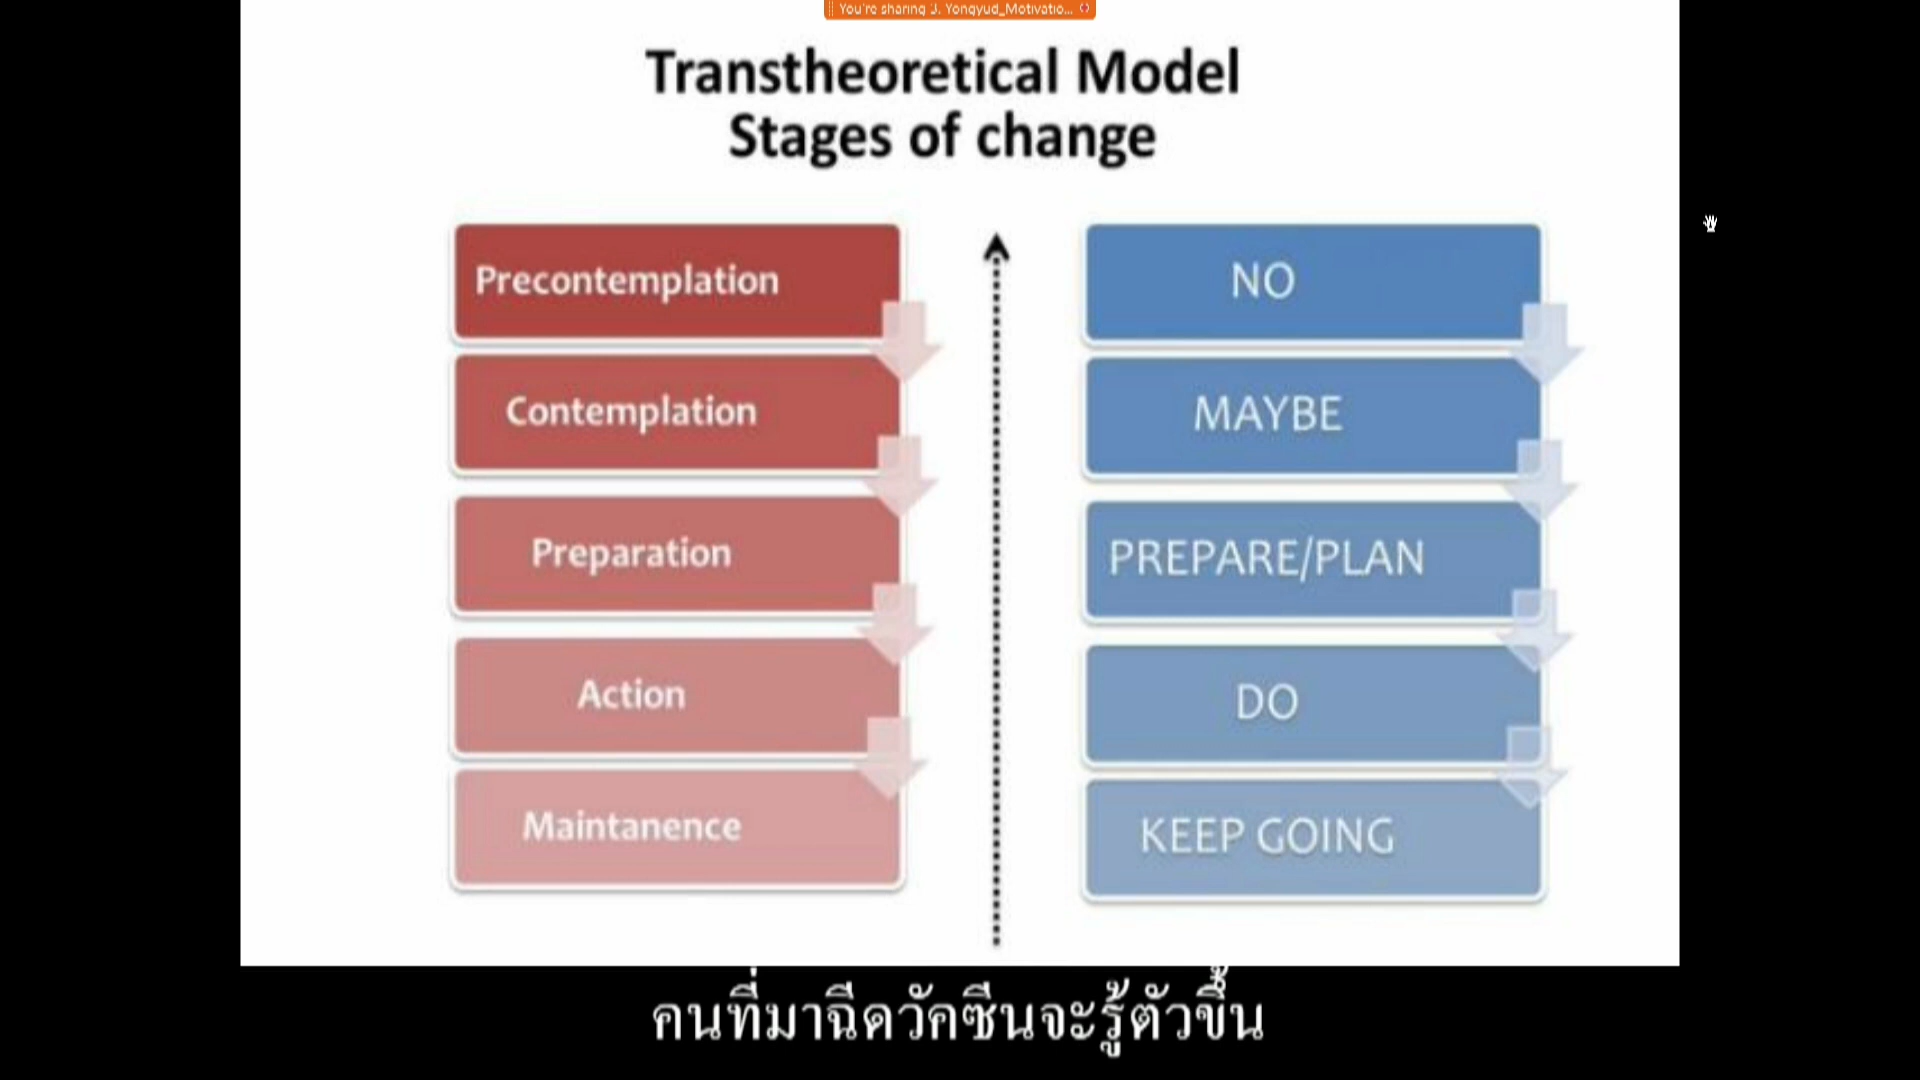 You're sharing 3. Yongyud_Motivatio...
Transtheoretical Model
Stages of change
Precontemplation
Contemplation
Preparation
Action
Maintanence
NO
MAYBE
PREPARE/PLAN
DO
KEEP GOING
คนที่มาฉีดวัคซีนจะรู้ตัวขึ้น